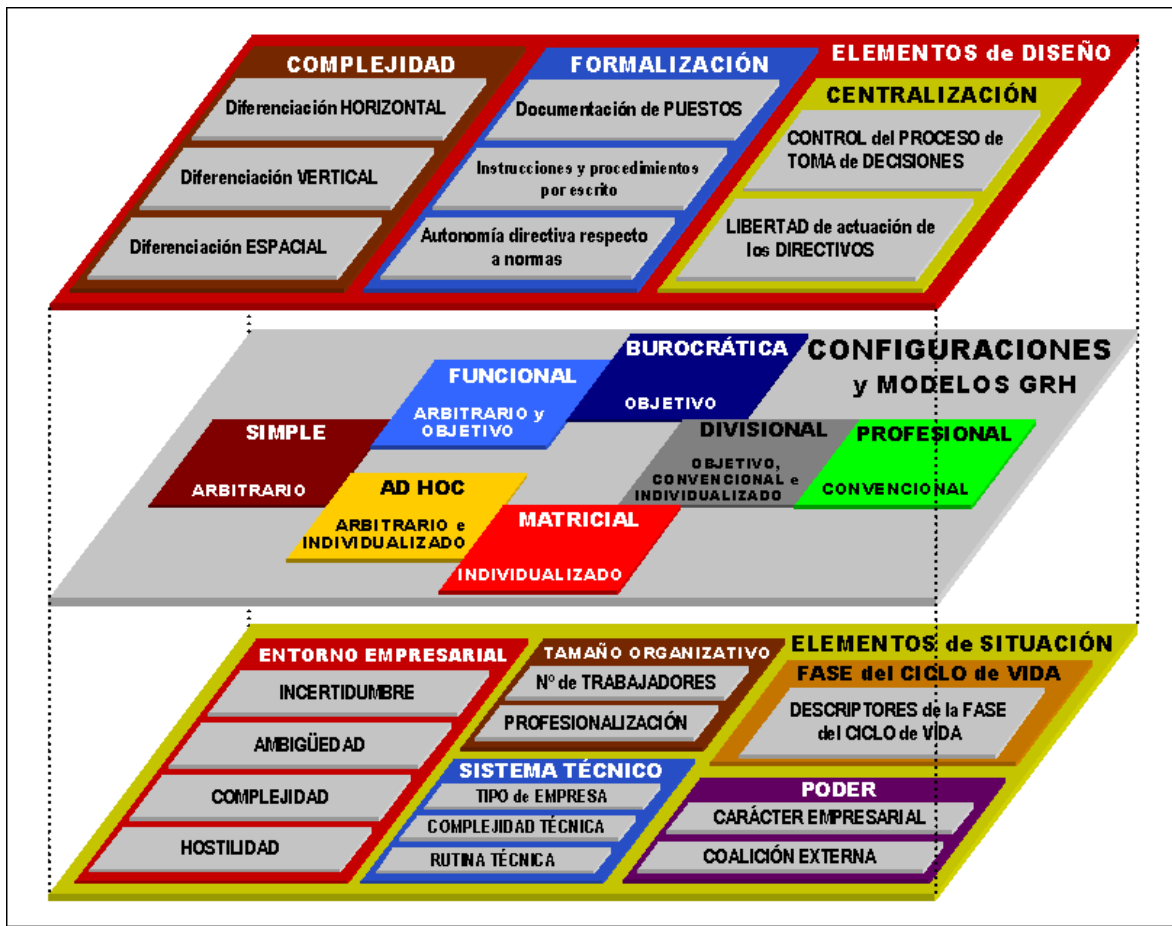 ELEMENTOS de DISEÑO
COMPLEJIDAD
Diferenciación HORIZONTAL
Diferenciación VERTICAL
Diferenciación ESPACIAL
FORMALIZACIÓN
Documentación de PUESTOS
Instrucciones y procedimientos
por escrito
Autonomía directiva respecto
a normas
CENTRALIZACIÓN
CONTROL del PROCESO de
TOMA de DECISIONES
LIBERTAD de actuación de
los DIRECTIVOS
CONFIGURACIONES
y MODELOS GRH
BUROCRÁTICA
OBJETIVO
FUNCIONAL
ARBITRARIO y
OBJETIVO
SIMPLE
ARBITRARIO
DIVISIONAL
OBJETIVO,
CONVENCIONAL e
INDIVIDUALIZADO
PROFESIONAL
CONVENCIONAL
AD HOC
ARBITRARIO e
INDIVIDUALIZADO
MATRICIAL
INDIVIDUALIZADO
ELEMENTOS de SITUACIÓN
ENTORNO EMPRESARIAL
INCERTIDUMBRE
AMBIGÜEDAD
COMPLEJIDAD
HOSTILIDAD
TAMAÑO ORGANIZATIVO
Nº de TRABAJADORES
PROFESIONALIZACIÓN
SISTEMA TÉCNICO
TIPO de EMPRESA
COMPLEJIDAD TÉCNICA
RUTINA TÉCNICA
FASE del CICLO de VIDA
DESCRIPTORES de la FASE
del CICLO de VIDA
PODER
CARÁCTER EMPRESARIAL
COALICIÓN EXTERNA